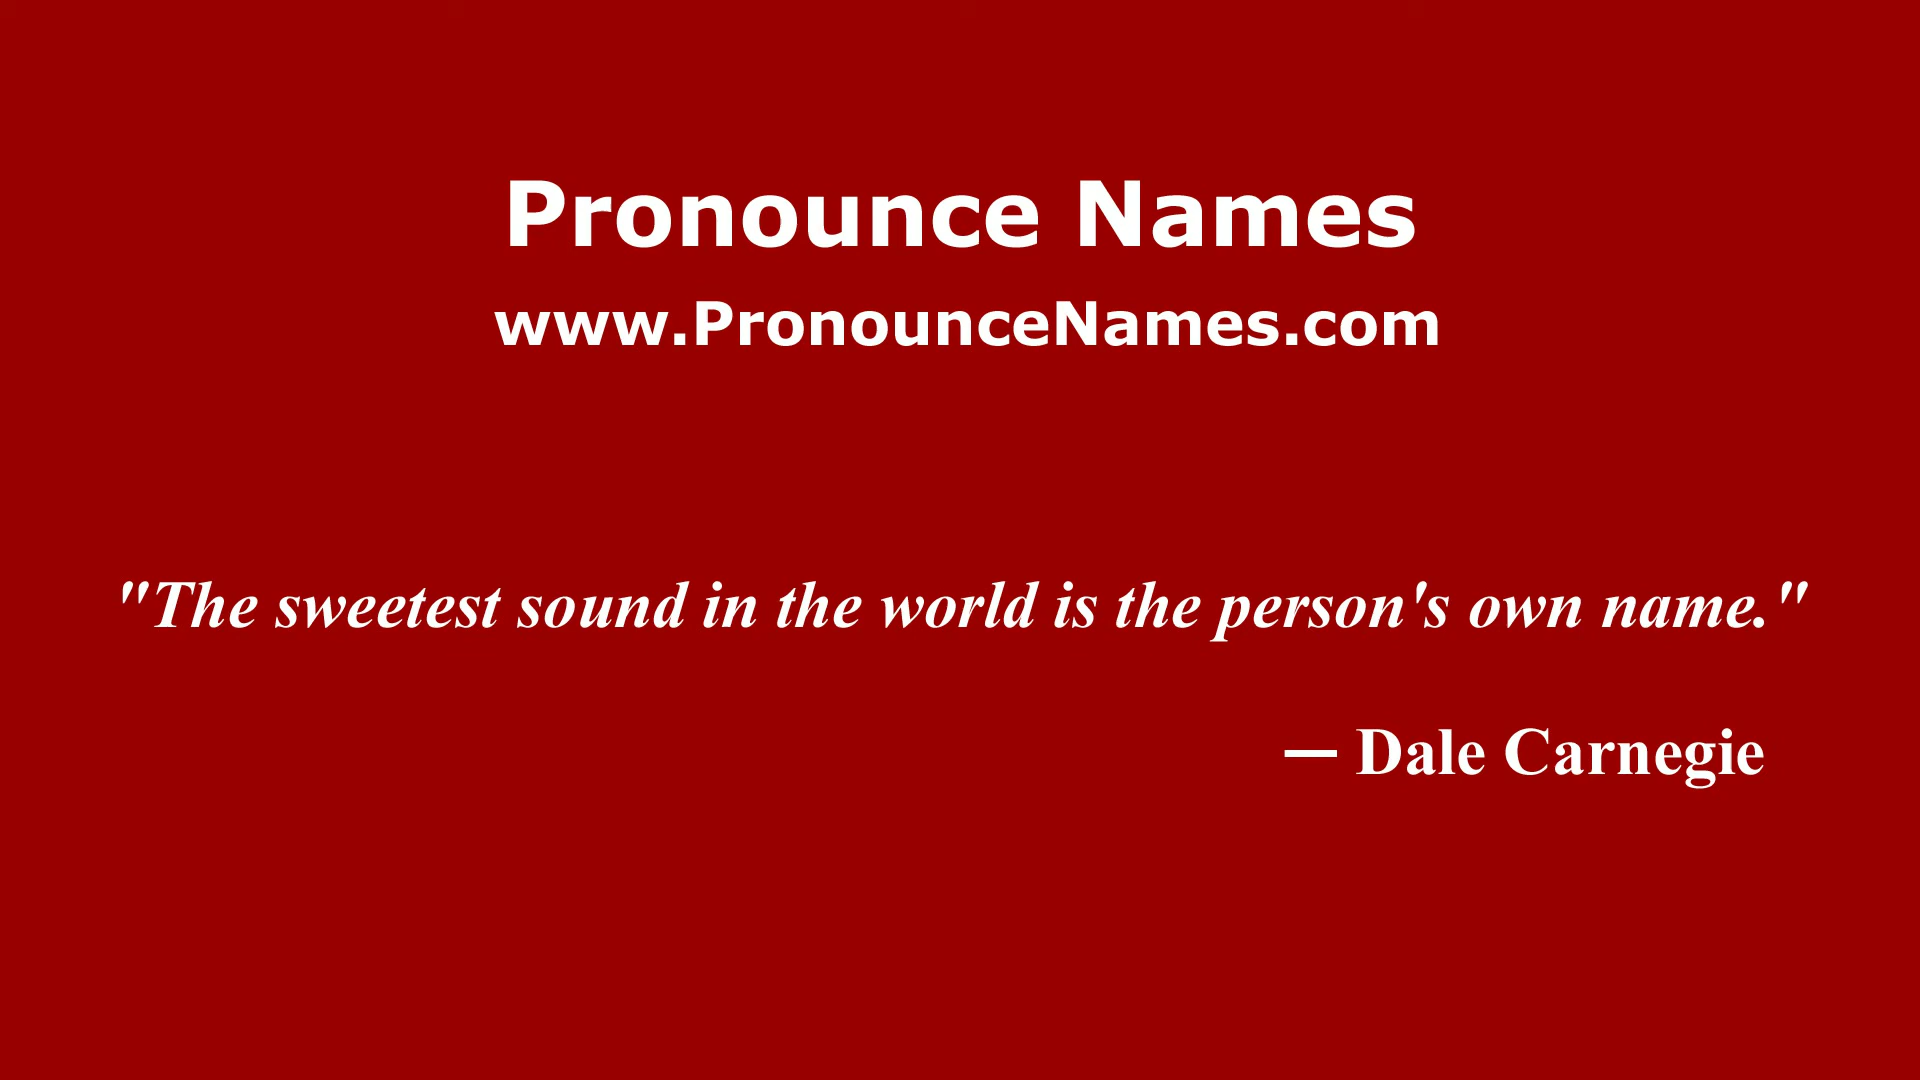 Pronounce Names
www.PronounceNames.com
"The sweetest sound in the world is the person's own name."
— Dale Carnegie